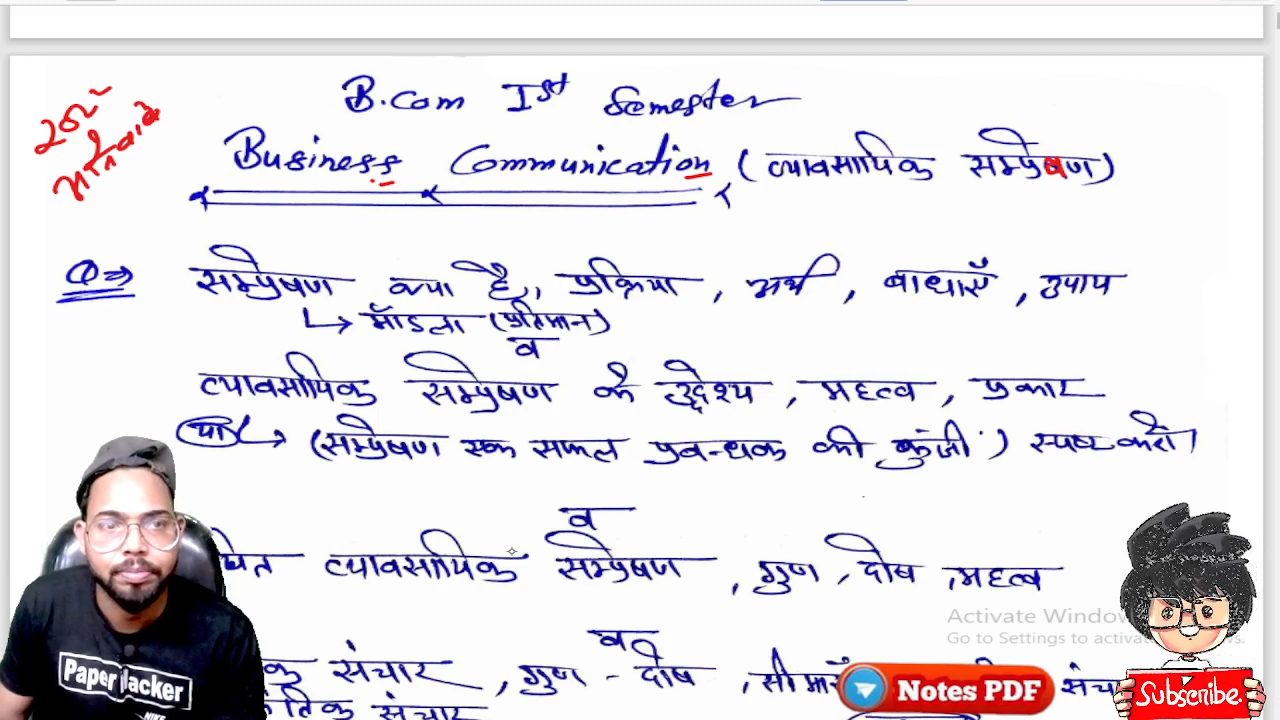 B.Com Ist Semester
Business Communication (व्यावसायिक सम्प्रेषण)
Q⇒ सम्प्रेषण क्या है, प्रक्रिया, अर्थ, बाधाएँ, उपाय
↳ मॉडल (प्रतिमान)
व
व्यावसायिक सम्प्रेषण के उद्देश्य, महत्व, प्रकार
या → (सम्प्रेषण एक सफल प्रबन्धक की कुंजी) स्पष्ट करो।
व
व्यावसायिक सम्प्रेषण, गुण, दोष, महत्व
व
संचार, गुण - दोष
संचार
Activate Windows
Go to Settings to activate Windows.
Paper Hacker
NIKE
Notes PDF
Subscribe